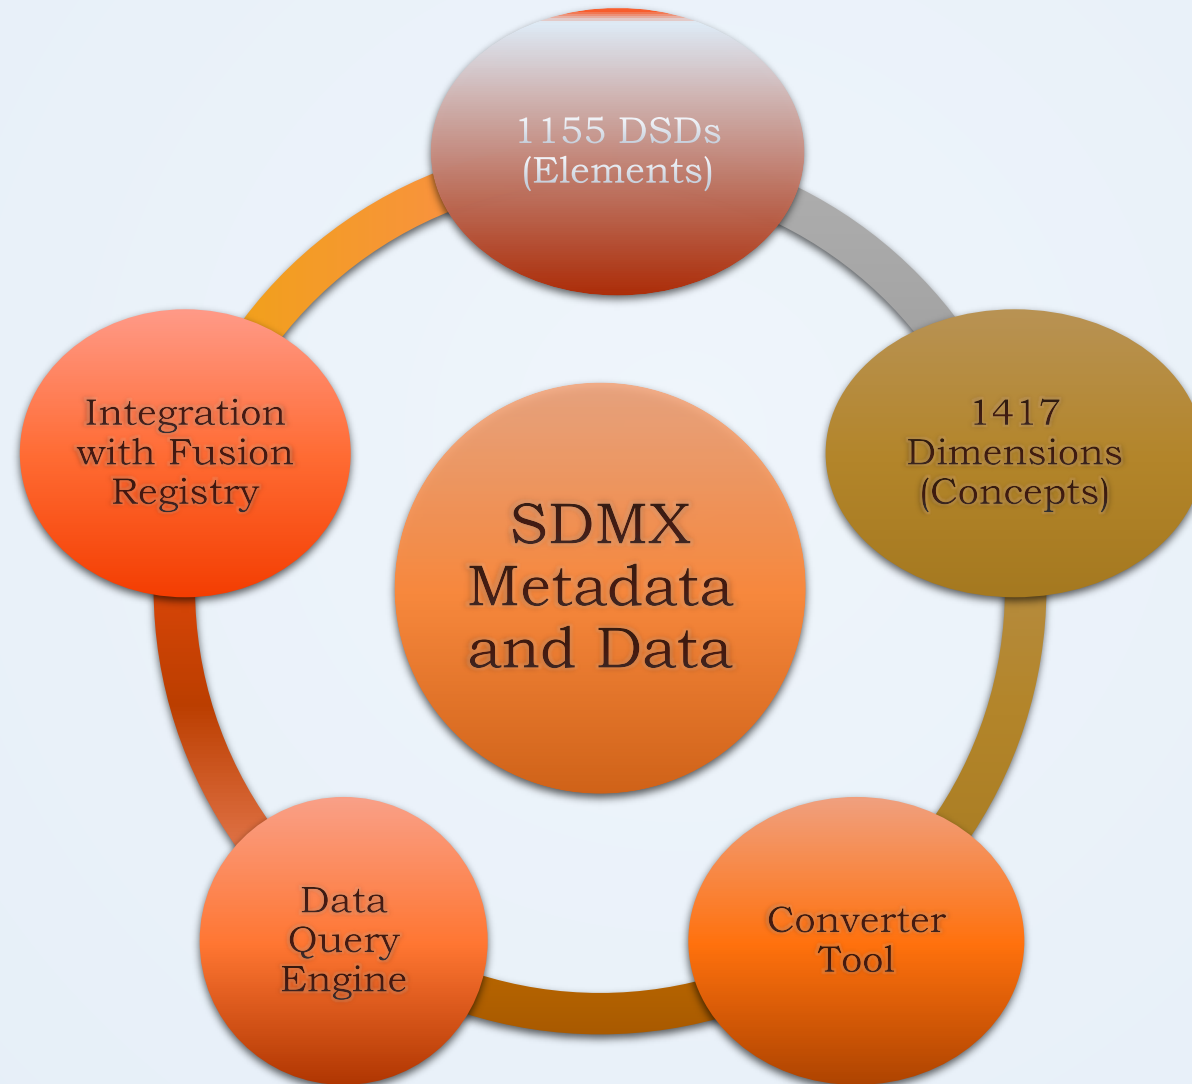 1155 DSDs
(Elements)
1417
Dimensions
(Concepts)
Converter
Tool
Data
Query
Engine
Integration
with Fusion
Registry
SDMX
Metadata
and Data